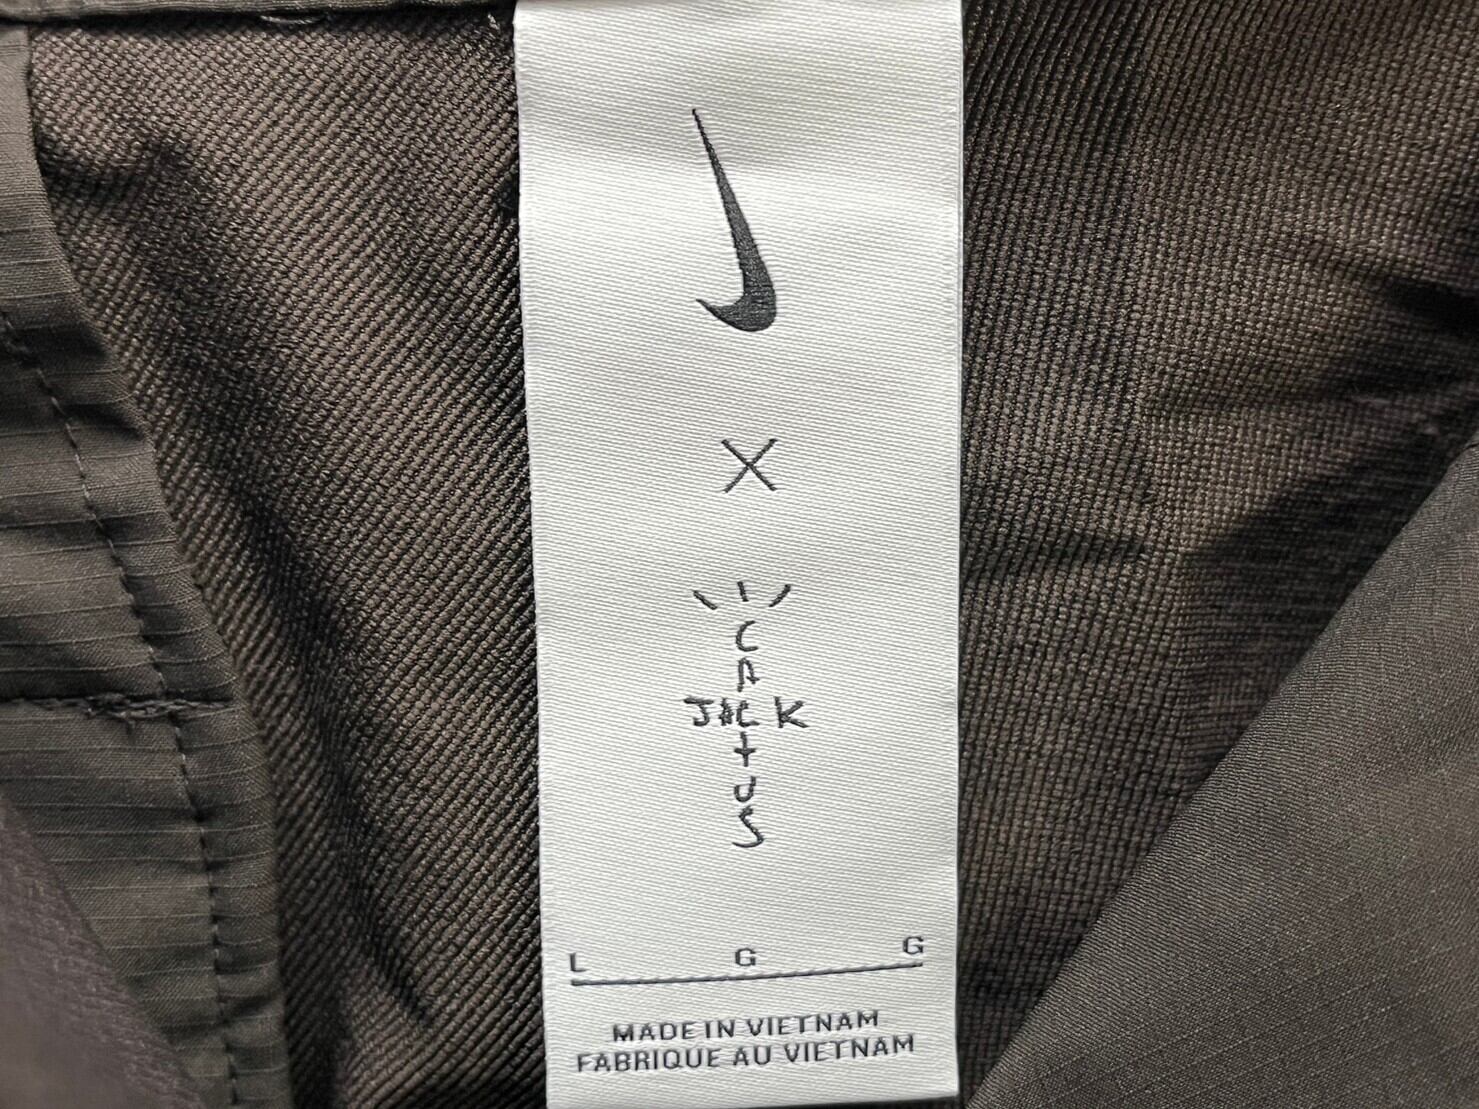 X
CACTUS
JACK
L G G
MADE IN VIETNAM
FABRIQUE AU VIETNAM